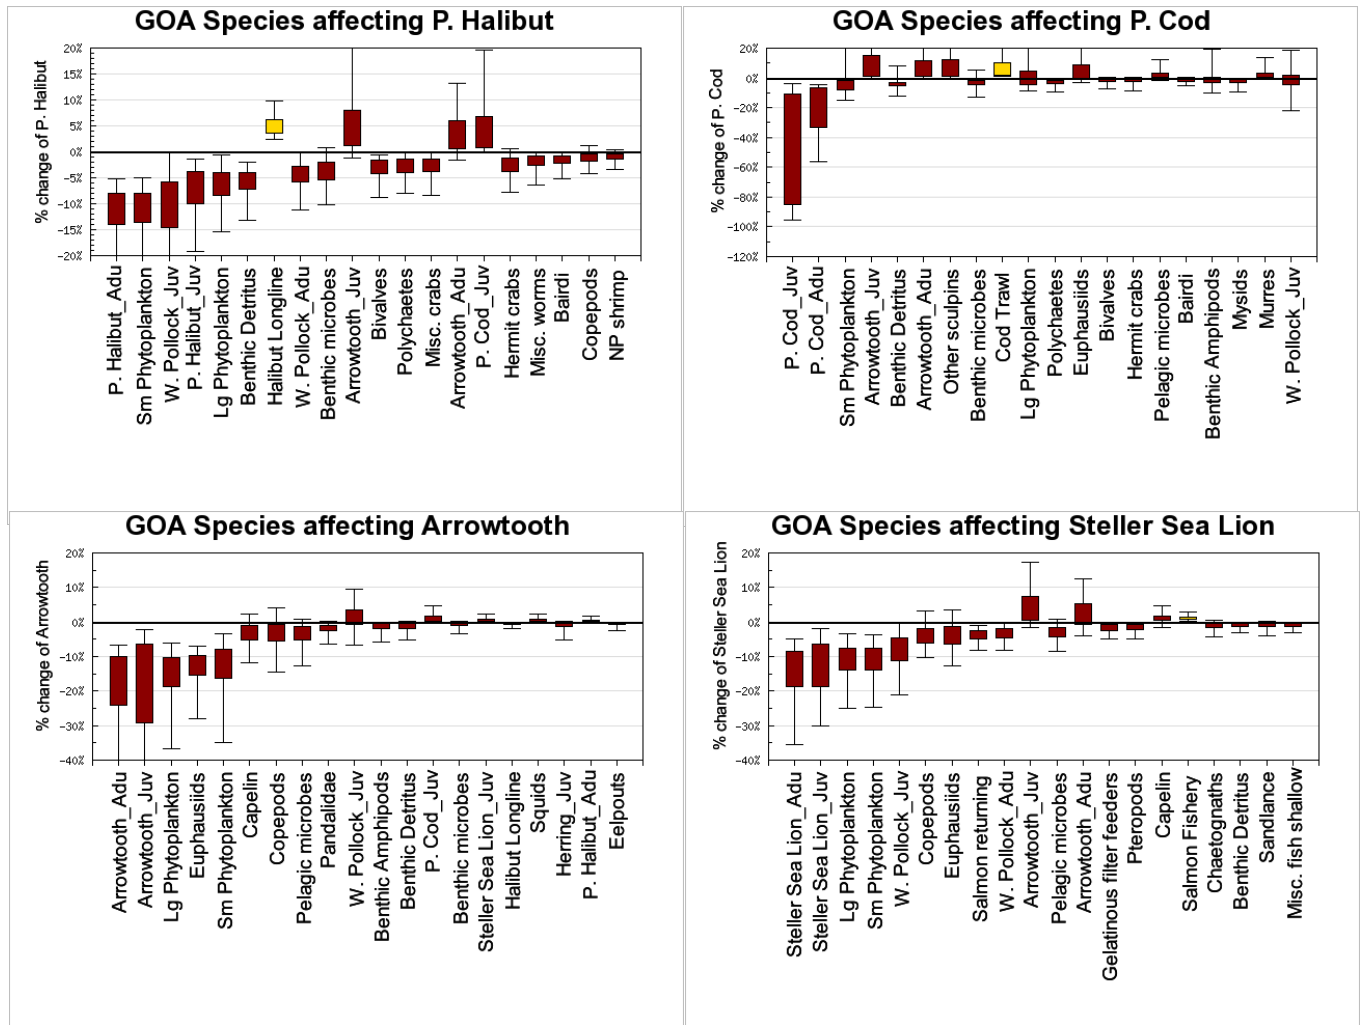 GOA Species affecting P. Halibut
% change of P. Halibut
20%
15%
10%
5%
0%
-5%
-10%
-15%
-20%
P. Halibut_Adu
Sm Phytoplankton
W. Pollock_Juv
P. Halibut_Juv
Lg Phytoplankton
Benthic Detritus
Halibut Longline
W. Pollock_Adu
Benthic microbes
Arrowtooth_Juv
Bivalves
Polychaetes
Misc. crabs
Arrowtooth_Adu
P. Cod_Juv
Hermit crabs
Misc. worms
Bairdi
Copepods
NP shrimp
GOA Species affecting P. Cod
% change of P. Cod
20%
0%
-20%
-40%
-60%
-80%
-100%
-120%
P. Cod_Juv
P. Cod_Adu
Sm Phytoplankton
Arrowtooth_Juv
Benthic Detritus
Arrowtooth_Adu
Other sculpins
Benthic microbes
Cod Trawl
Lg Phytoplankton
Polychaetes
Euphausiids
Bivalves
Hermit crabs
Pelagic microbes
Bairdi
Benthic Amphipods
Mysids
Murres
W. Pollock_Juv
GOA Species affecting Arrowtooth
% change of Arrowtooth
20%
10%
0%
-10%
-20%
-30%
-40%
Arrowtooth_Adu
Arrowtooth_Juv
Lg Phytoplankton
Euphausiids
Sm Phytoplankton
Capelin
Copepods
Pelagic microbes
Pandalidae
W. Pollock_Juv
Benthic Amphipods
Benthic Detritus
P. Cod_Juv
Benthic microbes
Steller Sea Lion_Juv
Halibut Longline
Squids
Herring_Juv
P. Halibut_Adu
Eelpouts
GOA Species affecting Steller Sea Lion
% change of Steller Sea Lion
20%
10%
0%
-10%
-20%
-30%
-40%
Steller Sea Lion_Adu
Steller Sea Lion_Juv
Lg Phytoplankton
Sm Phytoplankton
W. Pollock_Juv
Copepods
Euphausiids
Salmon returning
W. Pollock_Adu
Arrowtooth_Juv
Pelagic microbes
Arrowtooth_Adu
Gelatinous filter feeders
Pteropods
Capelin
Salmon Fishery
Chaetognaths
Benthic Detritus
Sandlance
Misc. fish shallow